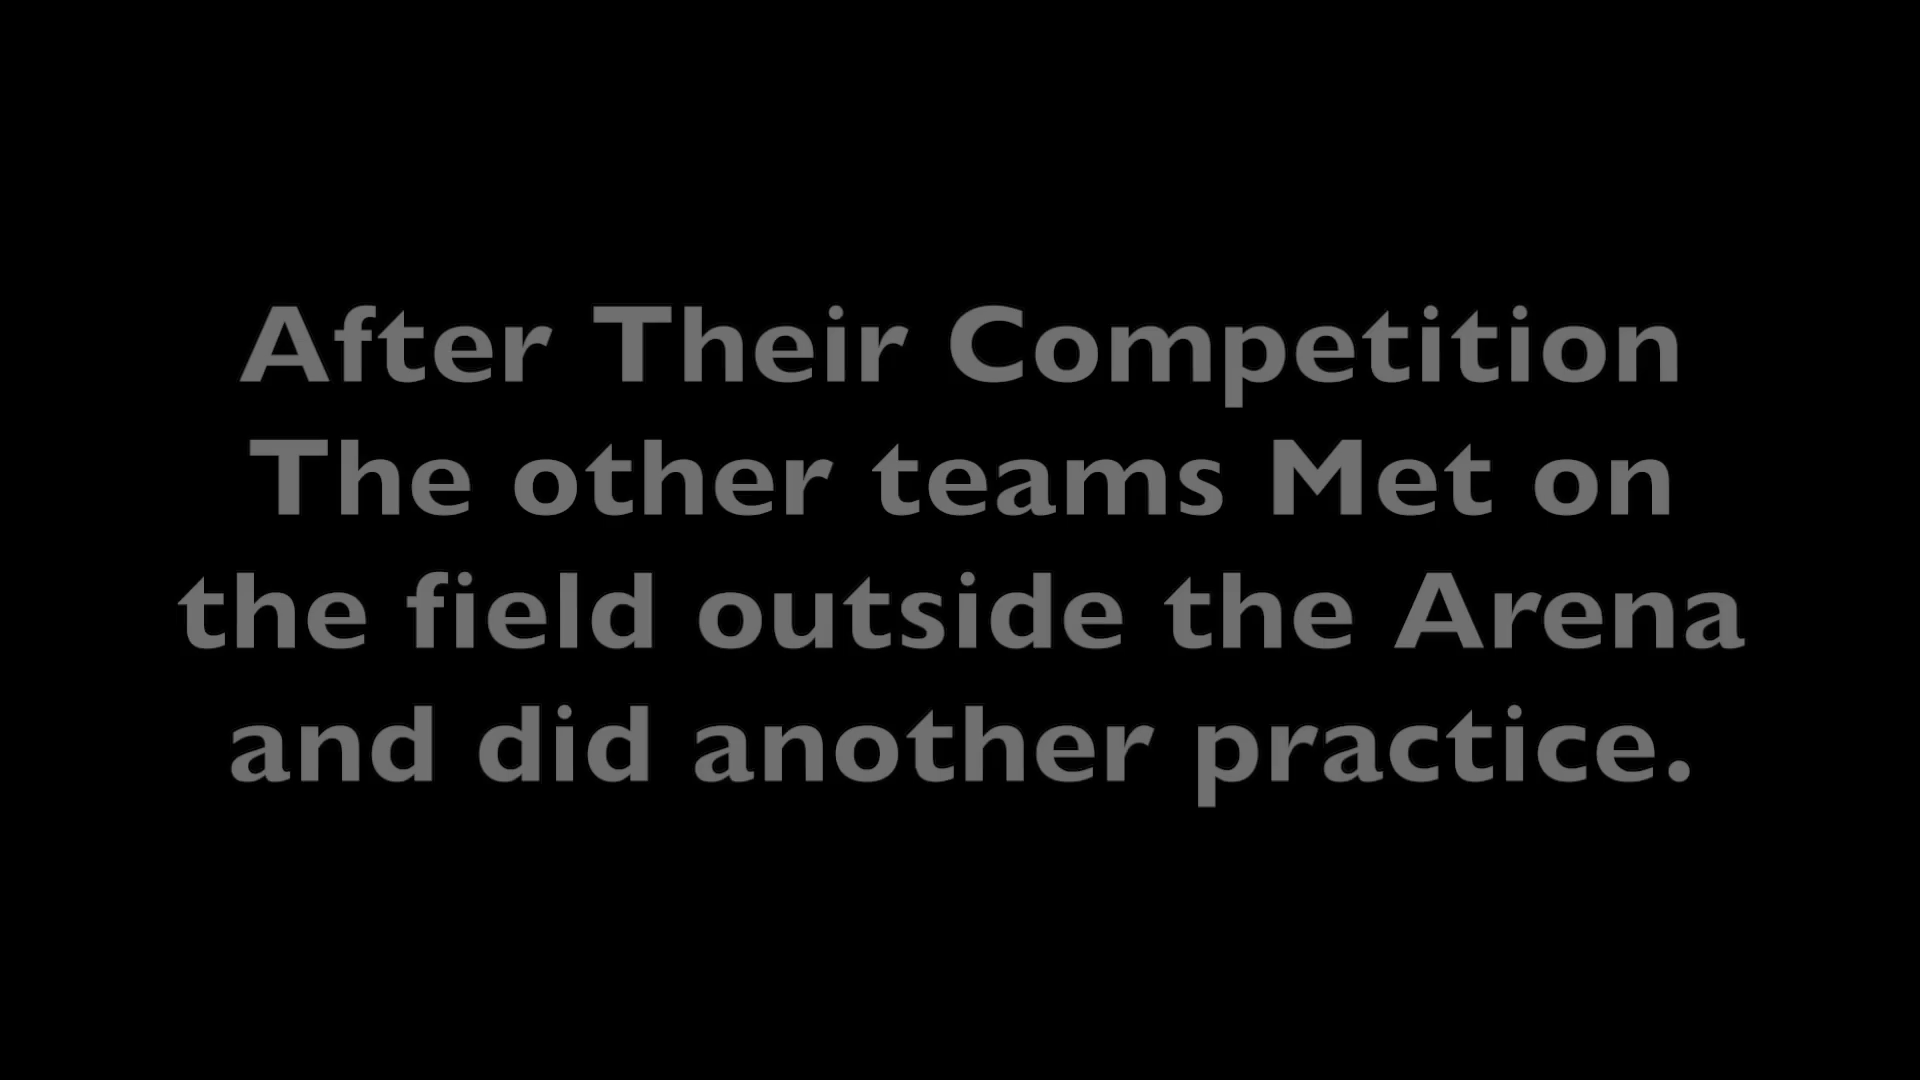 After Their Competition
The other teams Met on
the field outside the Arena
and did another practice.